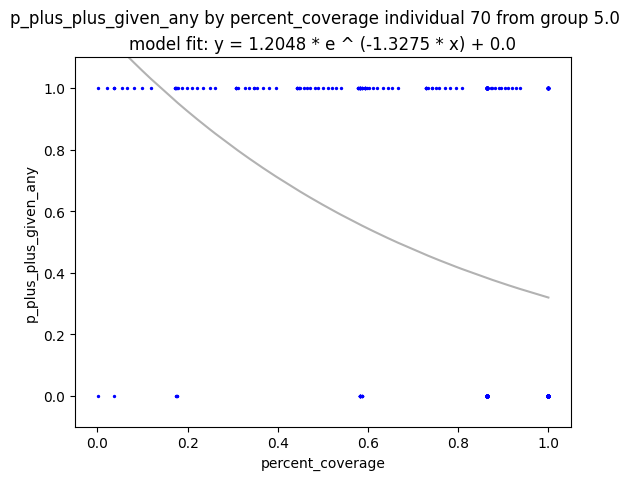 p_plus_plus_given_any by percent_coverage individual 70 from group 5.0
model fit: y = 1.2048 * e ^ (-1.3275 * x) + 0.0
1.0
0.8
0.6
0.4
0.2
0.0
p_plus_plus_given_any
0.0 0.2 0.4 0.6 0.8 1.0
percent_coverage